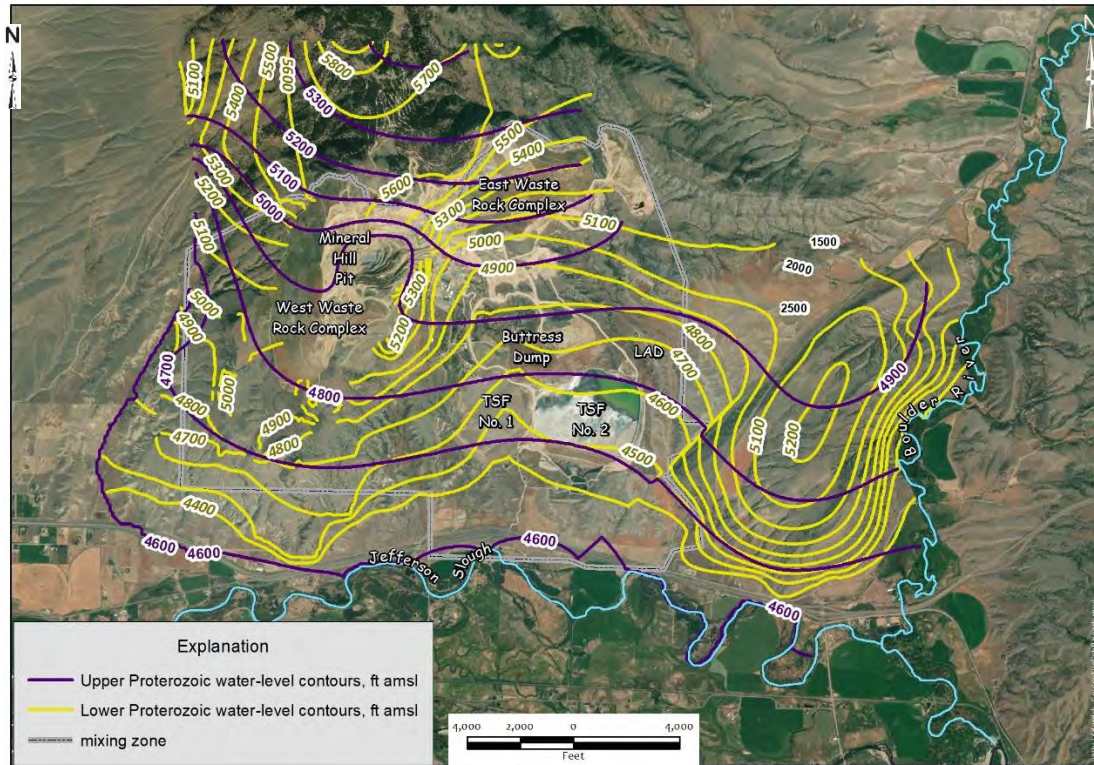 N
N
5100
5400
5500
5600
5800
5700
5300
5200
5500
5400
5100
5600
5300
5200
5000
5300
East Waste
Rock Complex
5100
5100
Mineral
Hill
Pit
5000
4900
1500
2000
2500
5300
5200
West Waste
Rock Complex
5000
4900
4700
5000
4800
Buttress
Dump
LAD
4800
4700
4900
5100
5200
Boulder River
4800
4700
4900
4800
TSF
No. 1
TSF
No. 2
4600
4500
4400
4600
4600
Jefferson
Slough
4600
4600
Explanation
Upper Proterozoic water-level contours, ft amsl
Lower Proterozoic water-level contours, ft amsl
mixing zone
4,000 2,000 0 4,000
Feet